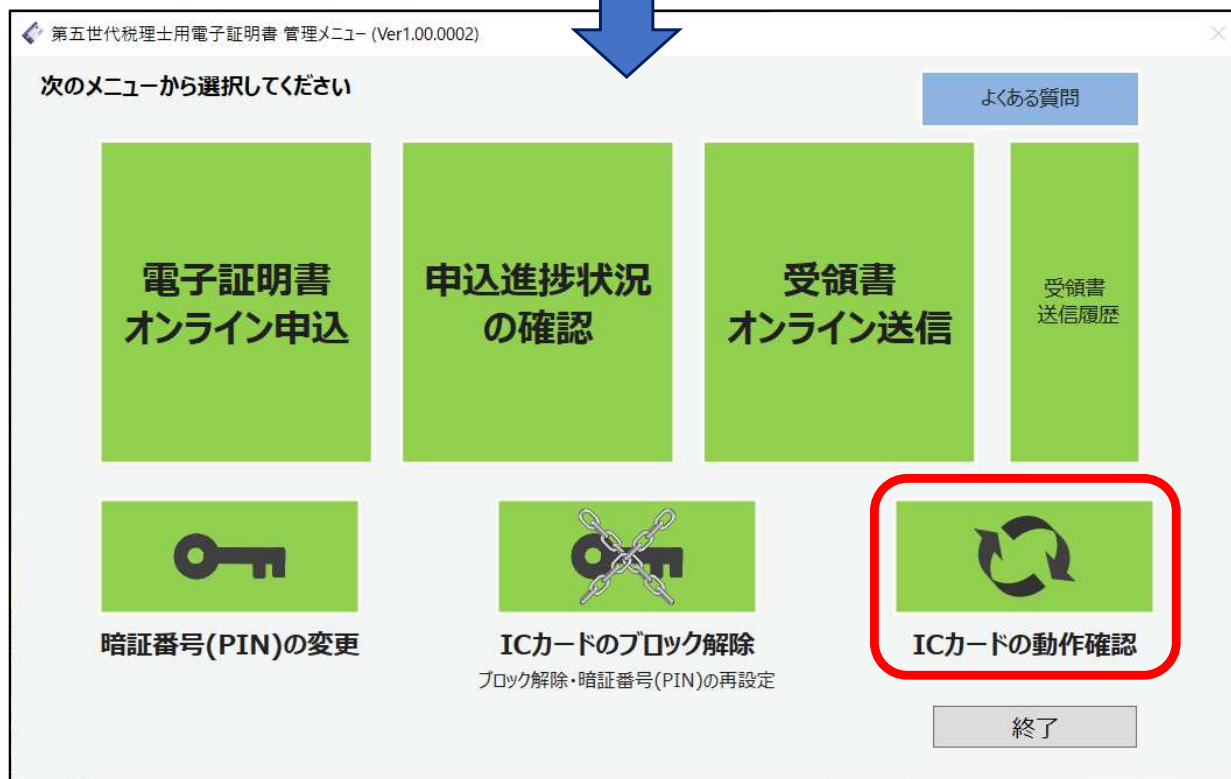 第五世代税理士用電子証明書 管理メニュー (Ver1.00.0002)
次のメニューから選択してください
よくある質問
電子証明書
オンライン申込
申込進捗状況
の確認
受領書
オンライン送信
受領書
送信履歴
暗証番号(PIN)の変更
ICカードのブロック解除
ブロック解除・暗証番号(PIN)の再設定
ICカードの動作確認
終了